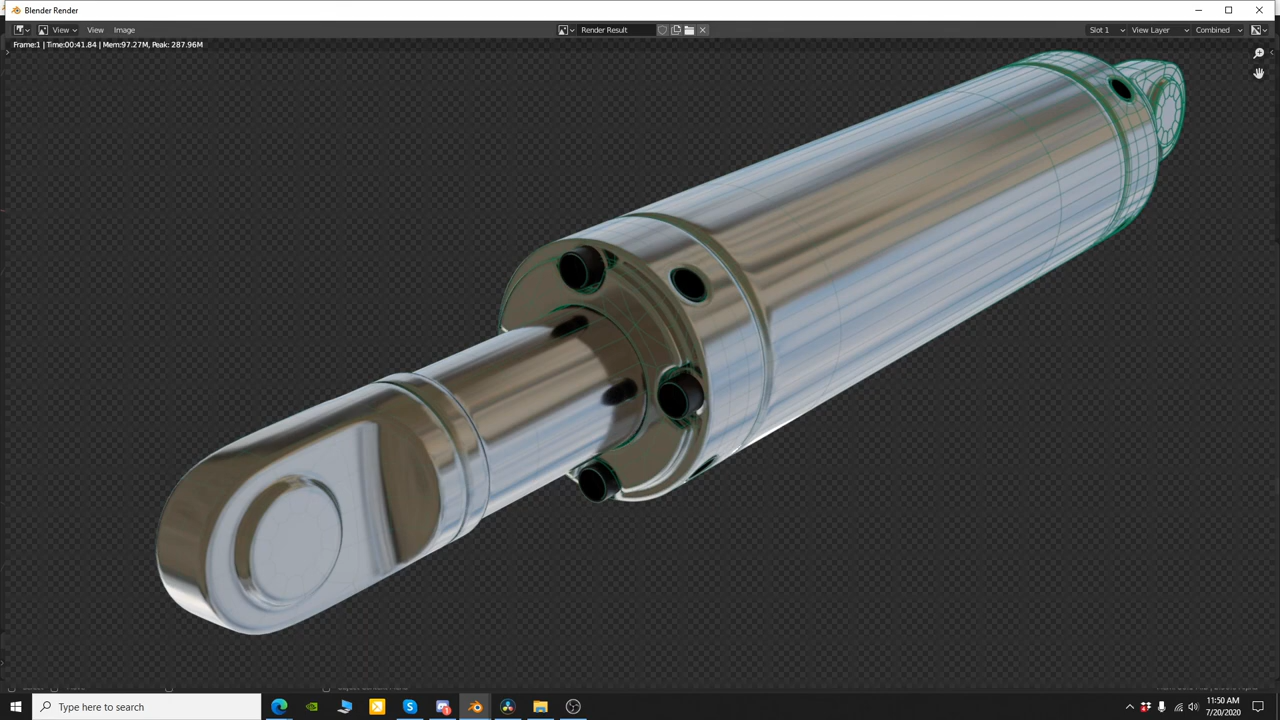 Blender Render
View View Image Render Result Slot 1 View Layer Combined
Frame:1 | Time:00:41.84 | Mem:97.27M, Peak: 287.96M
Type here to search
1
11:50 AM
7/20/2020